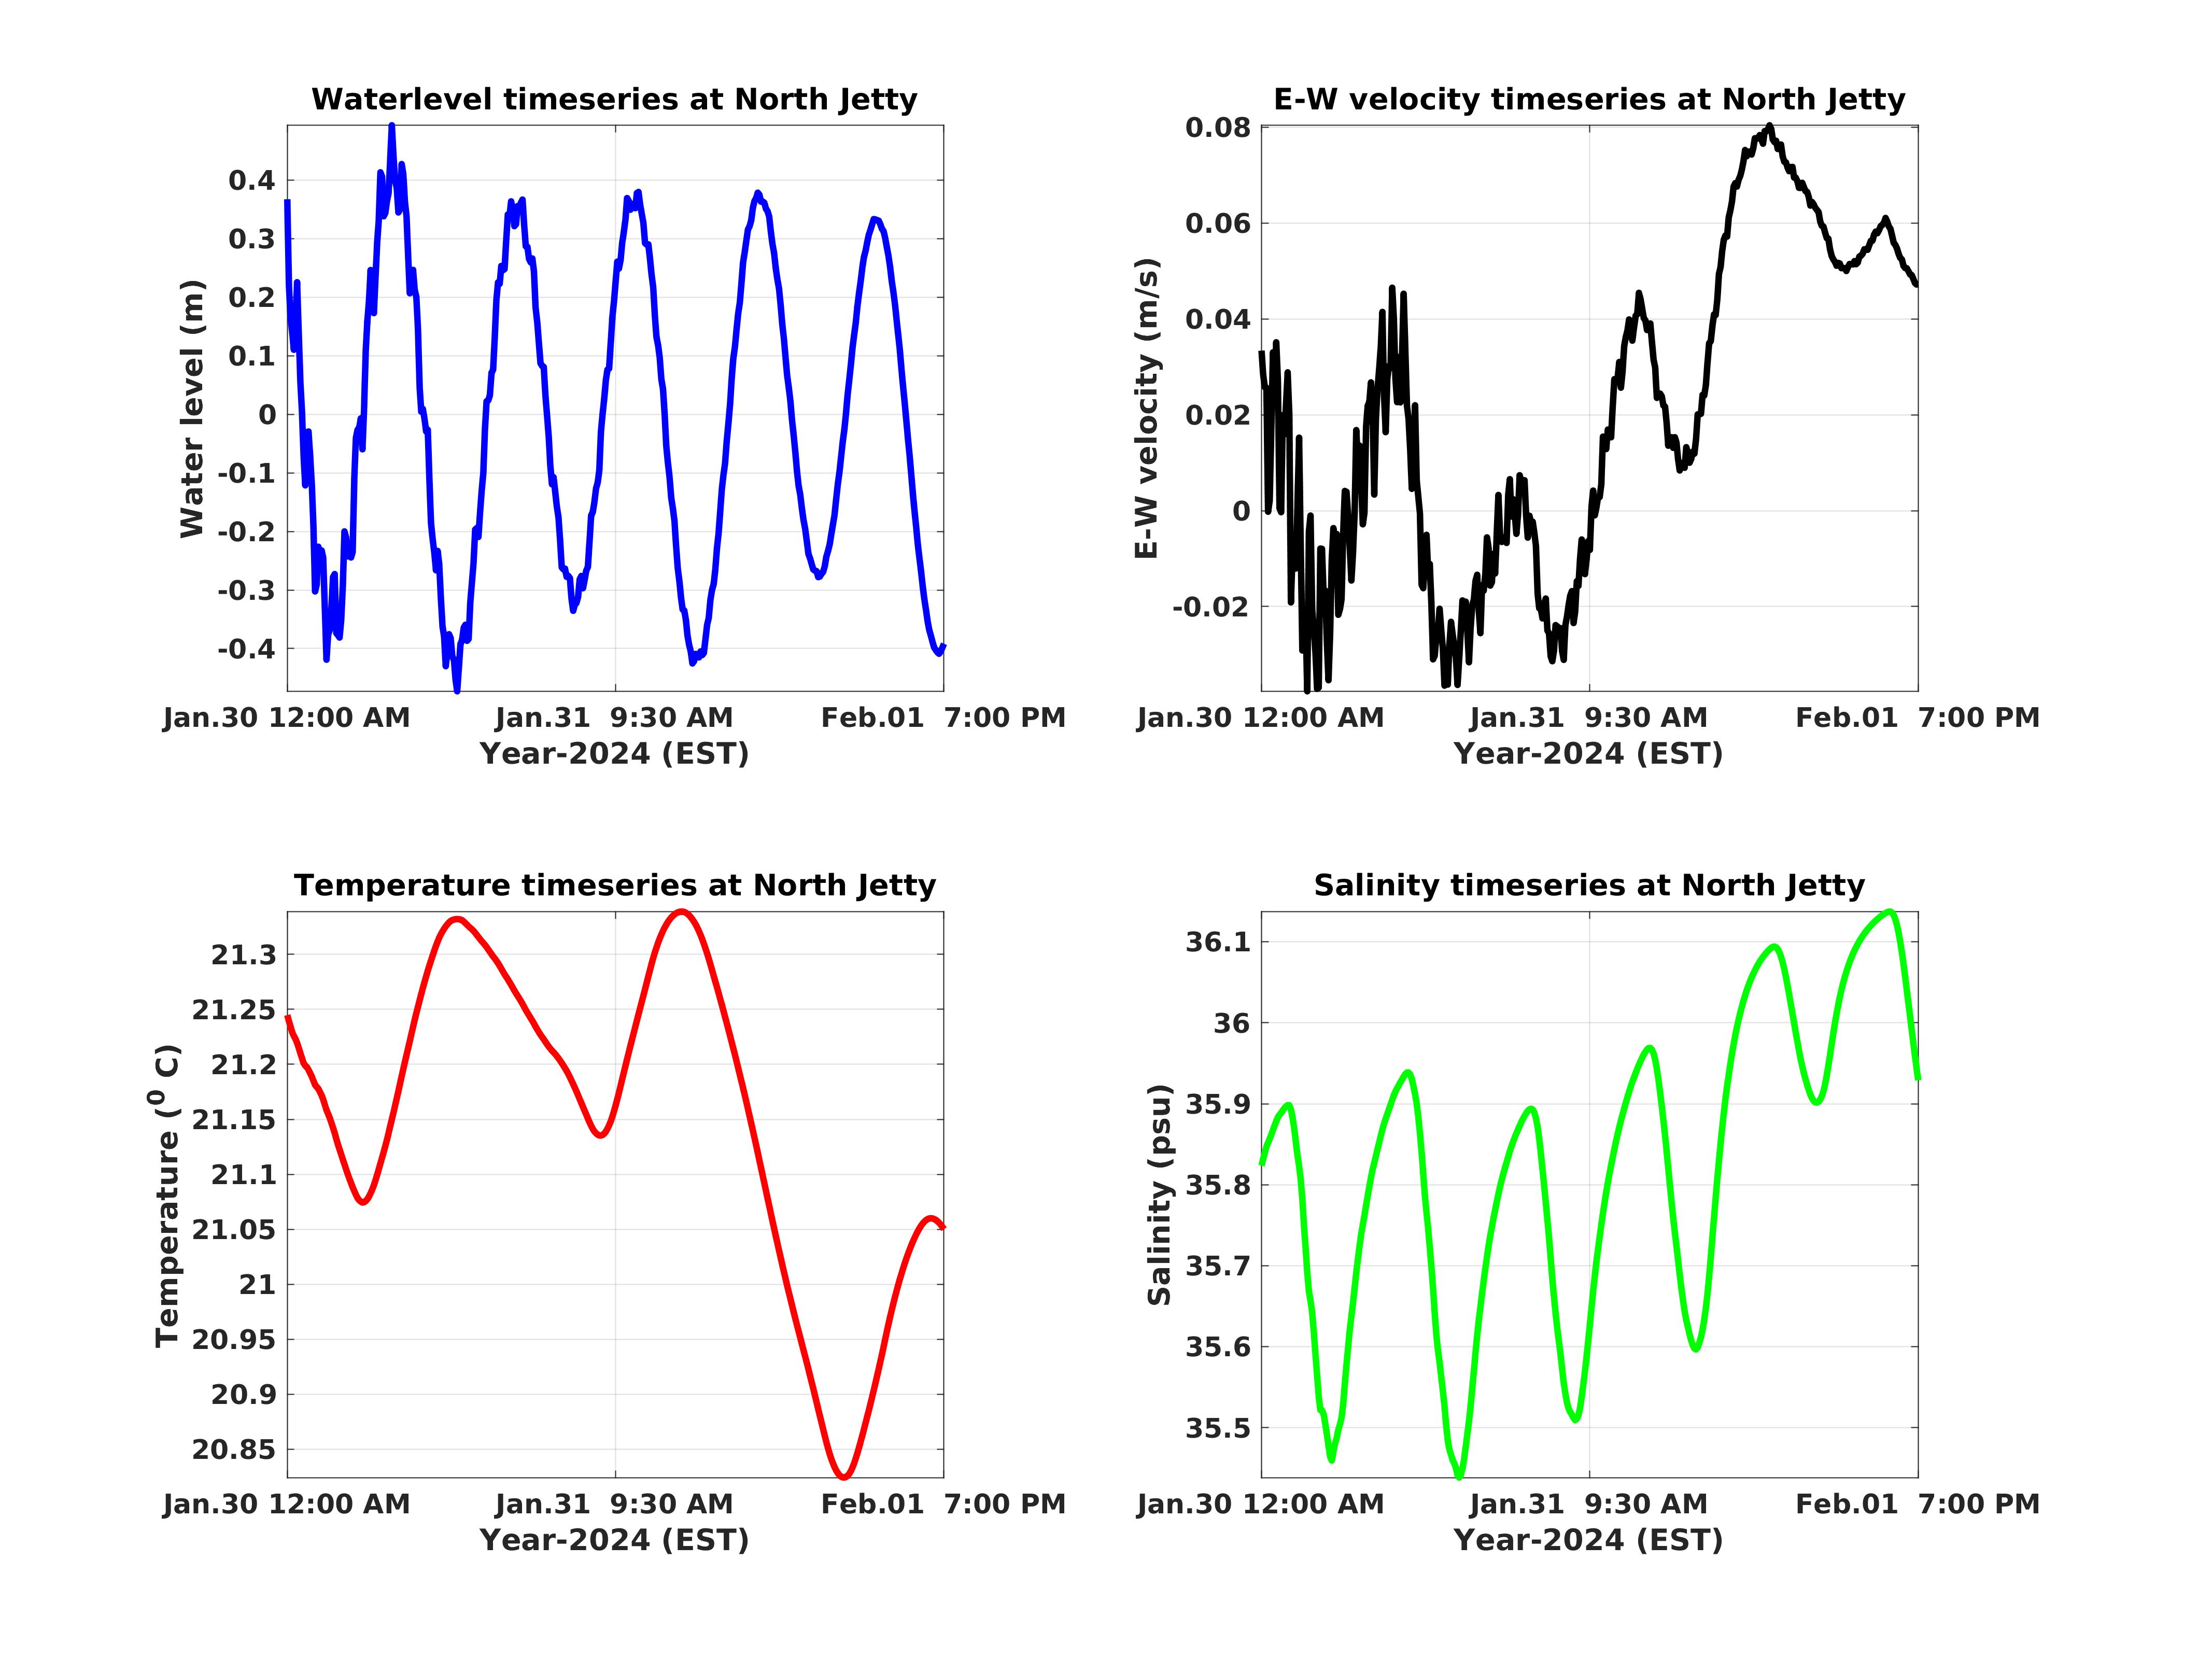 Waterlevel timeseries at North Jetty
0.4
0.3
0.2
0.1
0
-0.1
-0.2
-0.3
-0.4
Water level (m)
Jan.30 12:00 AM
Jan.31  9:30 AM
Feb.01  7:00 PM
Year-2024 (EST)
E-W velocity timeseries at North Jetty
0.08
0.06
0.04
0.02
0
-0.02
E-W velocity (m/s)
Jan.30 12:00 AM
Jan.31  9:30 AM
Feb.01  7:00 PM
Year-2024 (EST)
Temperature timeseries at North Jetty
21.3
21.25
21.2
21.15
21.1
21.05
21
20.95
20.9
20.85
Temperature (⁰ C)
Jan.30 12:00 AM
Jan.31  9:30 AM
Feb.01  7:00 PM
Year-2024 (EST)
Salinity timeseries at North Jetty
36.1
36
35.9
35.8
35.7
35.6
35.5
Salinity (psu)
Jan.30 12:00 AM
Jan.31  9:30 AM
Feb.01  7:00 PM
Year-2024 (EST)